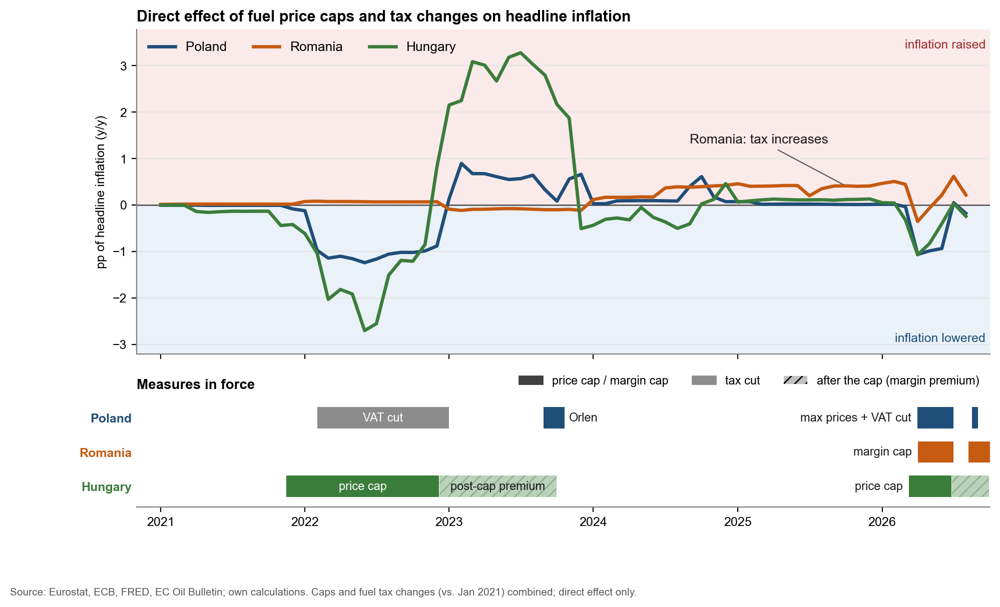 Direct effect of fuel price caps and tax changes on headline inflation
Poland
Romania
Hungary
inflation raised
pp of headline inflation (y/y)
3
2
1
0
−1
−2
−3
Romania: tax increases
inflation lowered
Measures in force
price cap / margin cap
tax cut
after the cap (margin premium)
Poland
VAT cut
Orlen
max prices + VAT cut
Romania
margin cap
Hungary
price cap
post-cap premium
price cap
2021
2022
2023
2024
2025
2026
Source: Eurostat, ECB, FRED, EC Oil Bulletin; own calculations. Caps and fuel tax changes (vs. Jan 2021) combined; direct effect only.